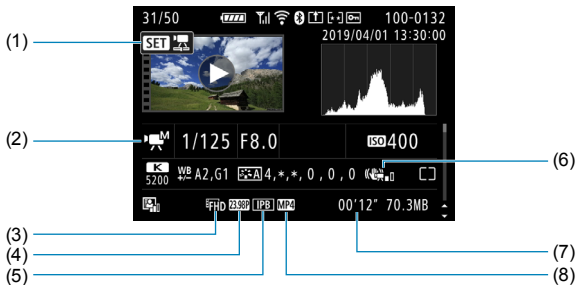 31/50 100-0132
2019/04/01 13:30:00
(1) SET
(2) M 1/125 F8.0 ISO 400
(6)
K 5200 WB +/- A2,G1 A 4,*,*,0,0,0
FHD 23.98P IPB MP4 00'12" 70.3MB
(3)
(4)
(5)
(7)
(8)